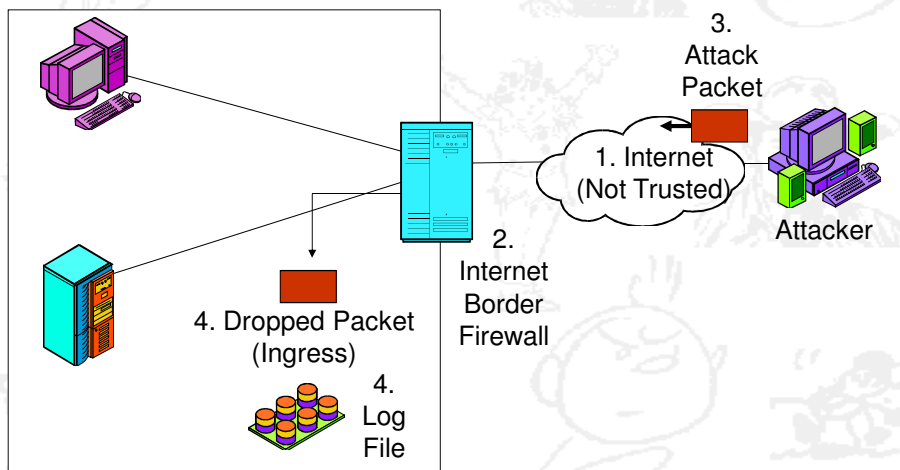 3.
Attack
Packet
1. Internet
(Not Trusted)
Attacker
2.
Internet
Border
Firewall
4. Dropped Packet
(Ingress)
4.
Log
File